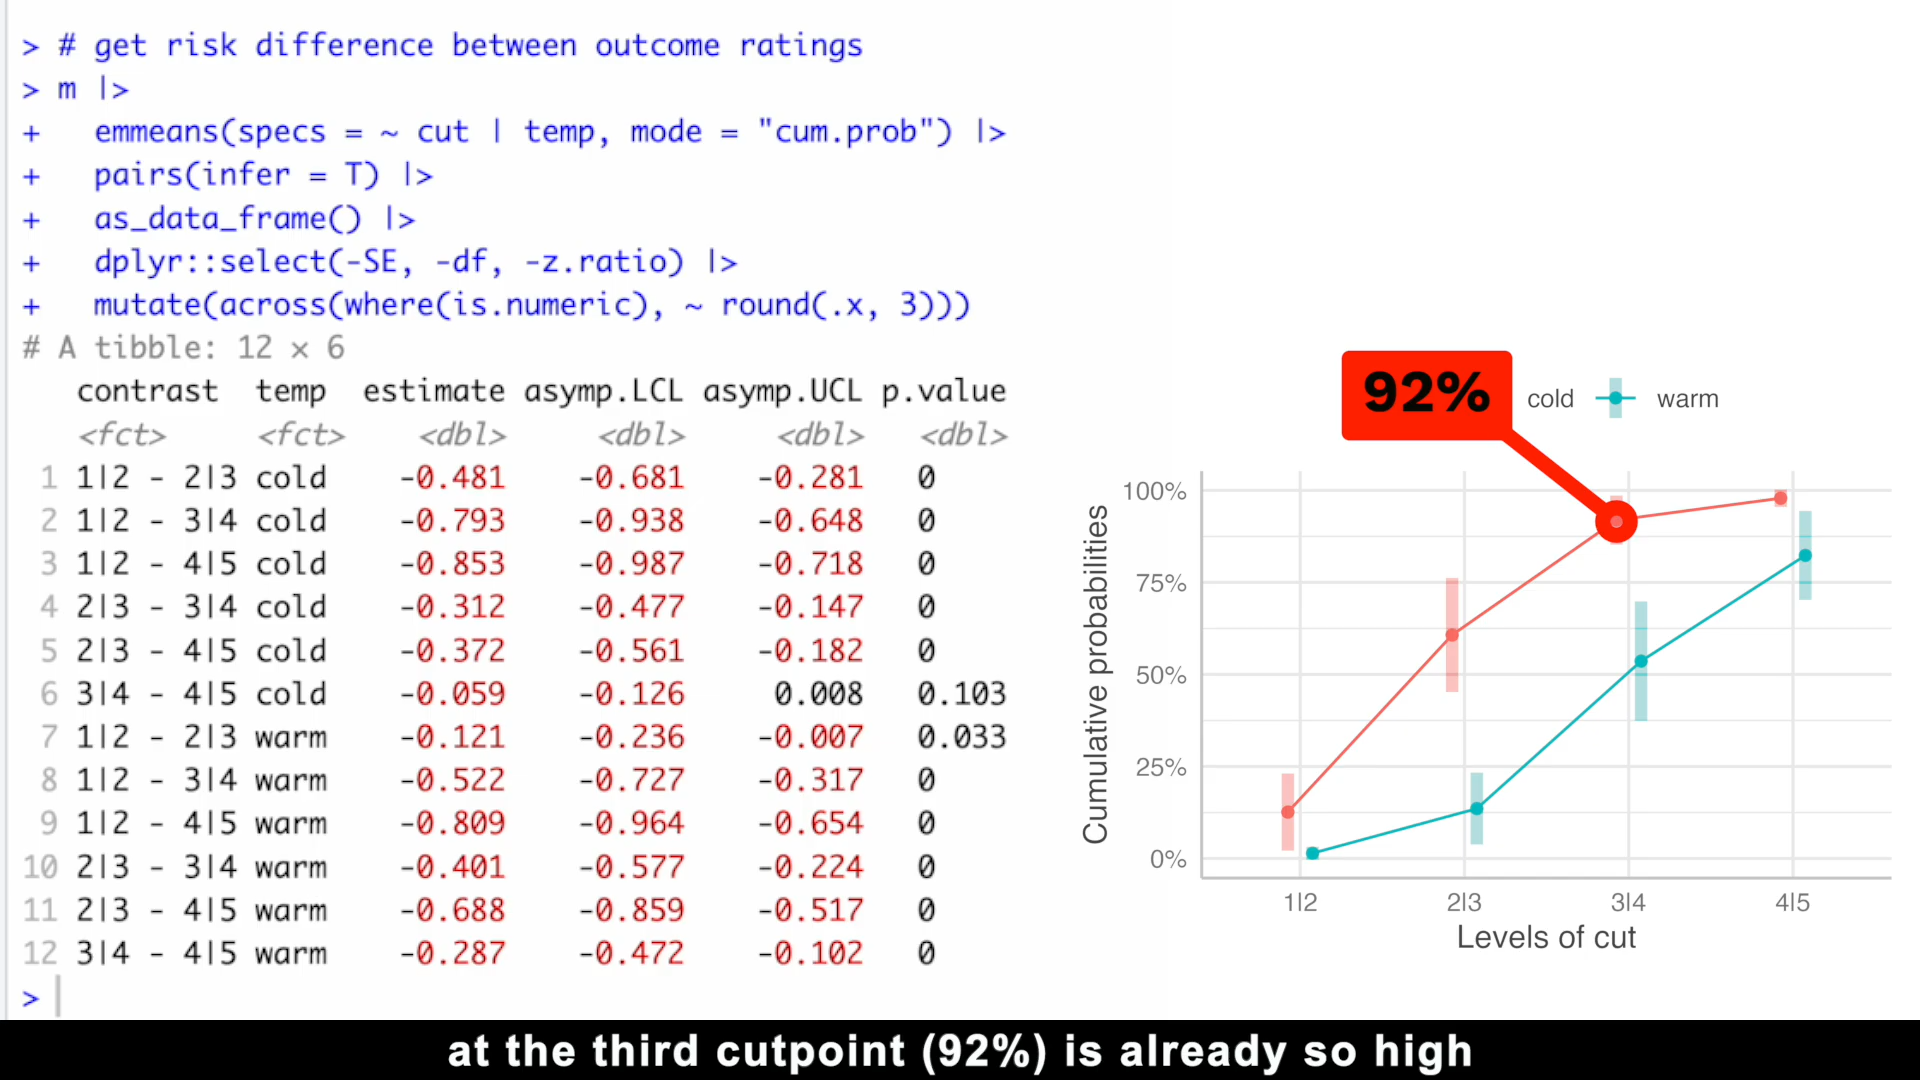 > # get risk difference between outcome ratings
> m |>
+ emmeans(specs = ~ cut | temp, mode = "cum.prob") |>
+ pairs(infer = T) |>
+ as_data_frame() |>
+ dplyr::select(-SE, -df, -z.ratio) |>
+ mutate(across(where(is.numeric), ~ round(.x, 3)))
# A tibble: 12 × 6
contrast temp estimate asymp.LCL asymp.UCL p.value
<fct> <fct> <dbl> <dbl> <dbl> <dbl>
1 1|2 - 2|3 cold -0.481 -0.681 -0.281 0
2 1|2 - 3|4 cold -0.793 -0.938 -0.648 0
3 1|2 - 4|5 cold -0.853 -0.987 -0.718 0
4 2|3 - 3|4 cold -0.312 -0.477 -0.147 0
5 2|3 - 4|5 cold -0.372 -0.561 -0.182 0
6 3|4 - 4|5 cold -0.059 -0.126 0.008 0.103
7 1|2 - 2|3 warm -0.121 -0.236 -0.007 0.033
8 1|2 - 3|4 warm -0.522 -0.727 -0.317 0
9 1|2 - 4|5 warm -0.809 -0.964 -0.654 0
10 2|3 - 3|4 warm -0.401 -0.577 -0.224 0
11 2|3 - 4|5 warm -0.688 -0.859 -0.517 0
12 3|4 - 4|5 warm -0.287 -0.472 -0.102 0
>
92%
cold warm
Cumulative probabilities
100%
75%
50%
25%
0%
1|2 2|3 3|4 4|5
Levels of cut
at the third cutpoint (92%) is already so high